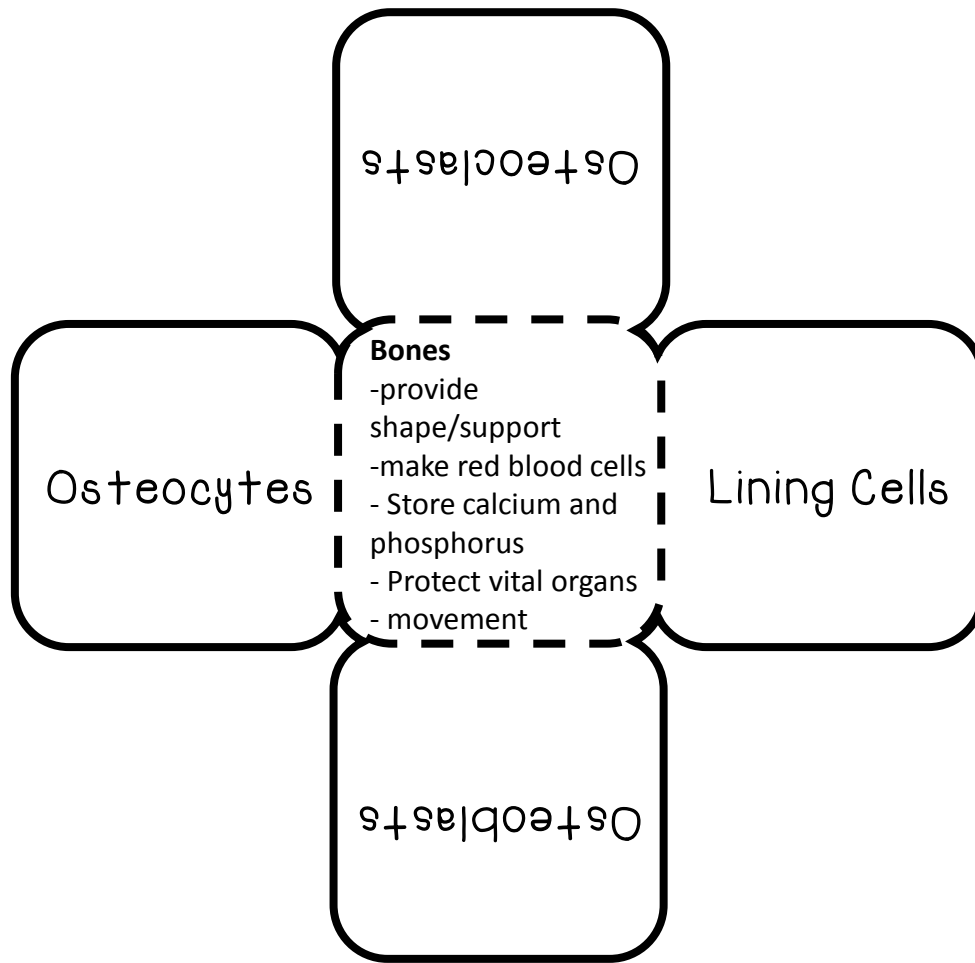 Osteoclasts
Osteocytes
Bones
-provide
shape/support
-make red blood cells
- Store calcium and
phosphorus
- Protect vital organs
- movement
Lining Cells
Osteoblasts